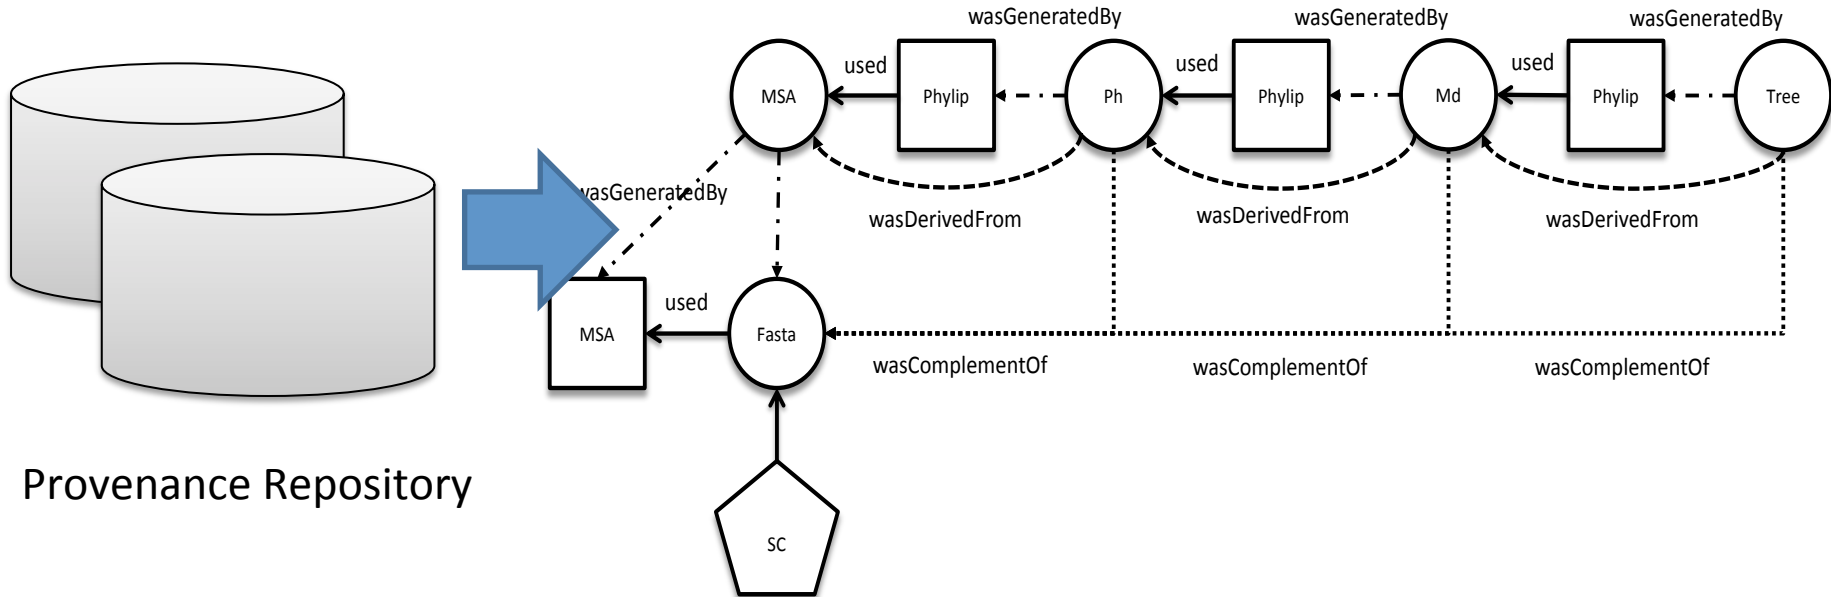 wasGeneratedBy wasGeneratedBy wasGeneratedBy
used used used
MSA Phylip Ph Phylip Md Phylip Tree
wasGeneratedBy
wasDerivedFrom wasDerivedFrom wasDerivedFrom
used
MSA Fasta
wasComplementOf wasComplementOf wasComplementOf
Provenance Repository
SC